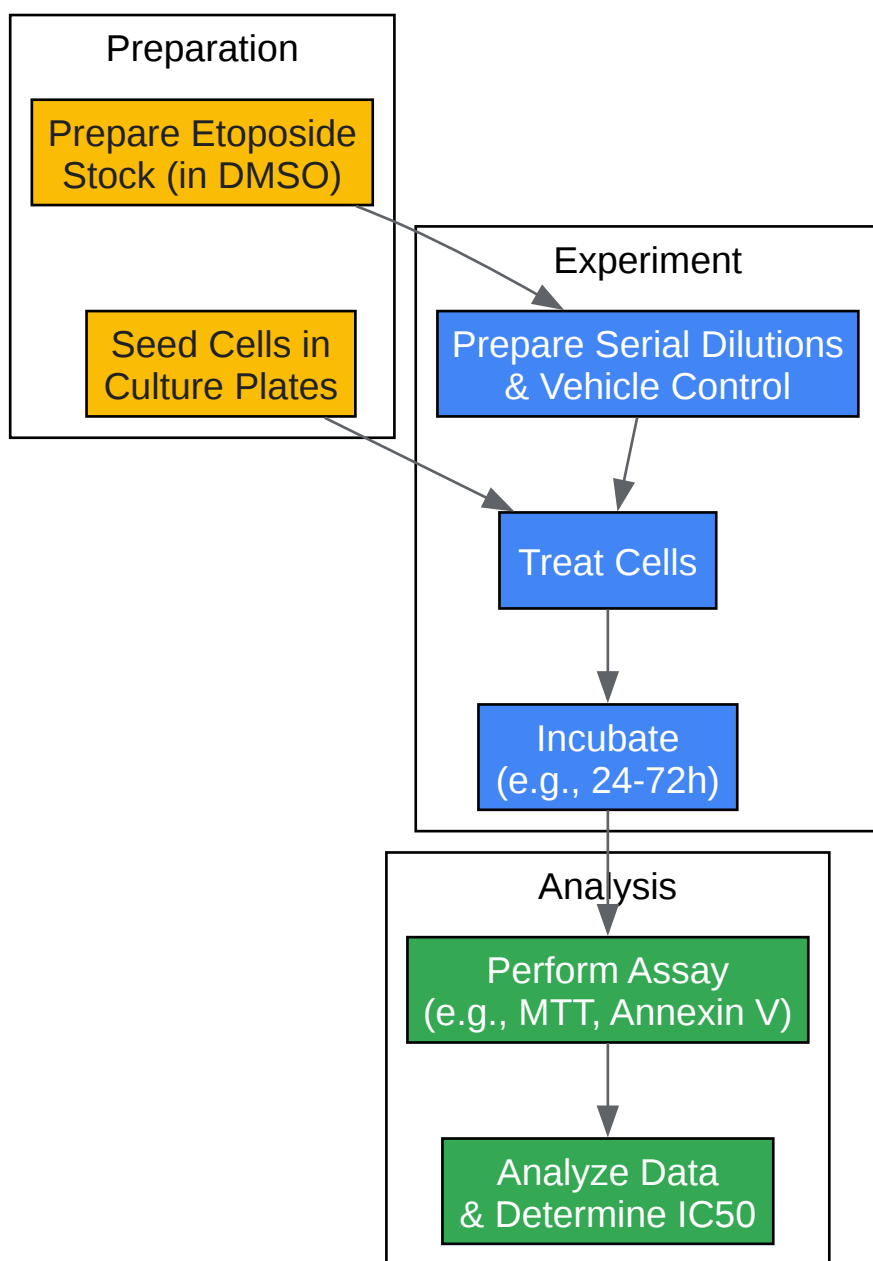 Preparation
Prepare Etoposide
Stock (in DMSO)
Seed Cells in
Culture Plates
Experiment
Prepare Serial Dilutions
& Vehicle Control
Treat Cells
Incubate
(e.g., 24-72h)
Analysis
Perform Assay
(e.g., MTT, Annexin V)
Analyze Data
& Determine IC50